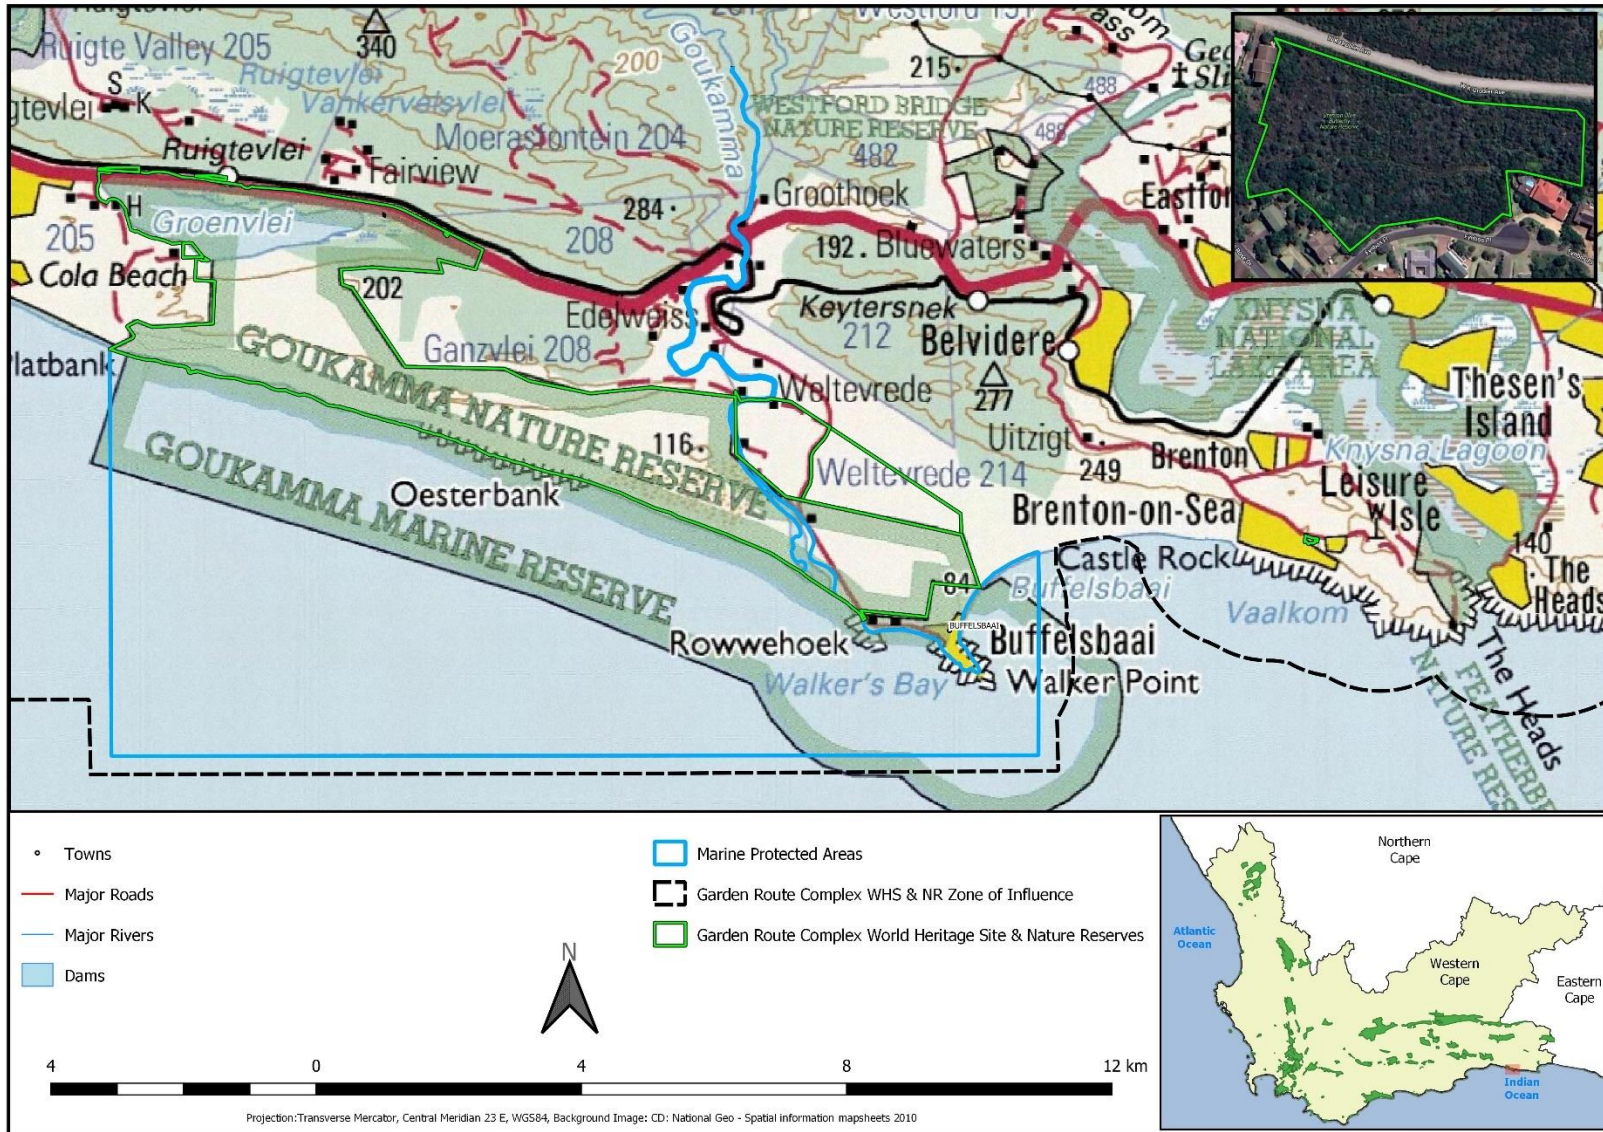 Ruigte Valley 205
340
Goukamma
200
215
488
488
Ruigtevlei
Vankervelsvlei
S
K
Moerasfontein 204
WESTFORD BRIDGE
NATURE RESERVE
482
Ruigtevlei
Fairview
Goukamma
Groothoek
H
Groenvlei
284
208
192
Bluewaters
205
Cola Beach
202
Edelweiss
Keytersnek
212
Belvidere
KNYSNA
NATIONAL
LAKE AREA
Ganzvlei 208
Weltevrede
277
Thesen's
Island
GOUKAMMA NATURE RESERVE
116
Uitzigt
249
Brenton
Knysna Lagoon
Weltevrede 214
Leisure
Isle
Oesterbank
Brenton-on-Sea
GOUKAMMA MARINE RESERVE
Castle Rock
140
The
Heads
84
Buffelsbaai
Vaalkom
BUFFELSBAAI
Rowwehoek
Buffelsbaai
Walker's Bay
Walker Point
The Heads
Towns
Major Roads
Major Rivers
Dams
Marine Protected Areas
Garden Route Complex WHS & NR Zone of Influence
Garden Route Complex World Heritage Site & Nature Reserves
N
4 0 4 8 12 km
Projection:Transverse Mercator, Central Meridian 23 E, WGS84, Background Image: CD: National Geo - Spatial information mapsheets 2010
Northern
Cape
Atlantic
Ocean
Western
Cape
Eastern
Cape
Indian
Ocean